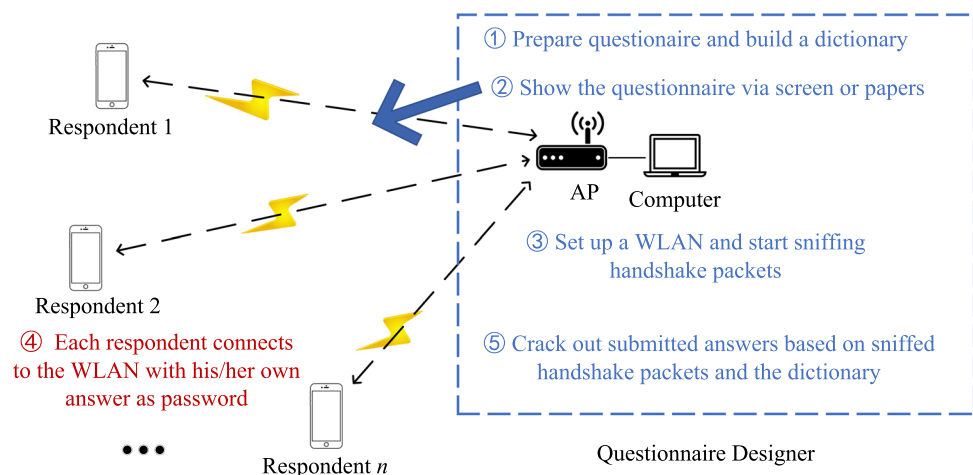 ① Prepare questionaire and build a dictionary
② Show the questionnaire via screen or papers
Respondent 1
AP
Computer
③ Set up a WLAN and start sniffing
handshake packets
Respondent 2
④ Each respondent connects
to the WLAN with his/her own
answer as password
⑤ Crack out submitted answers based on sniffed
handshake packets and the dictionary
Respondent n
Questionnaire Designer